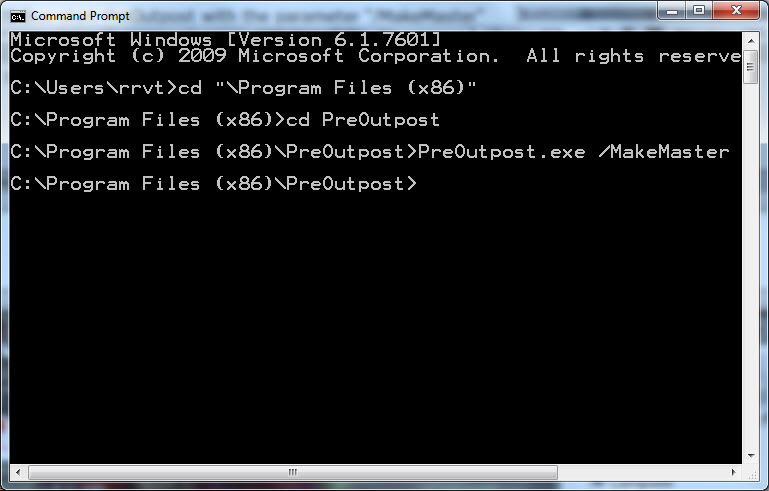 Command Prompt
Microsoft Windows [Version 6.1.7601]
Copyright (c) 2009 Microsoft Corporation.  All rights reserve
C:\Users\rrvt>cd "\Program Files (x86)"
C:\Program Files (x86)>cd PreOutpost
C:\Program Files (x86)\PreOutpost>PreOutpost.exe /MakeMaster
C:\Program Files (x86)\PreOutpost>